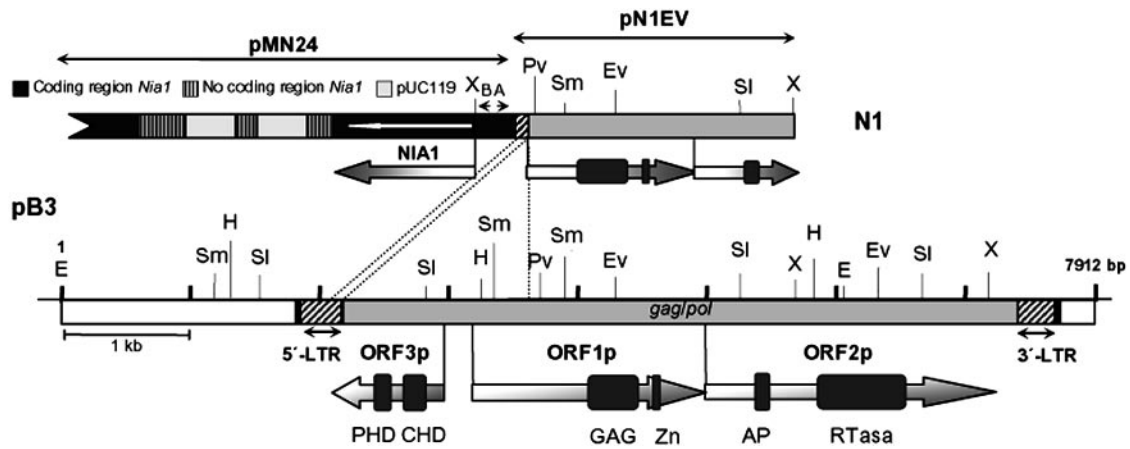 pN1EV
pMN24
Coding region Nia1 No coding region Nia1 pUC119
X BA Pv Sm Ev Sl X
N1
NIA1
pB3
1
E Sm H Sl Sl H Sm Pv Sm Ev Sl X H E Ev Sl X 7912 bp
gag/pol
1 kb
5´-LTR ORF3p ORF1p ORF2p 3´-LTR
PHD CHD GAG Zn AP RTasa